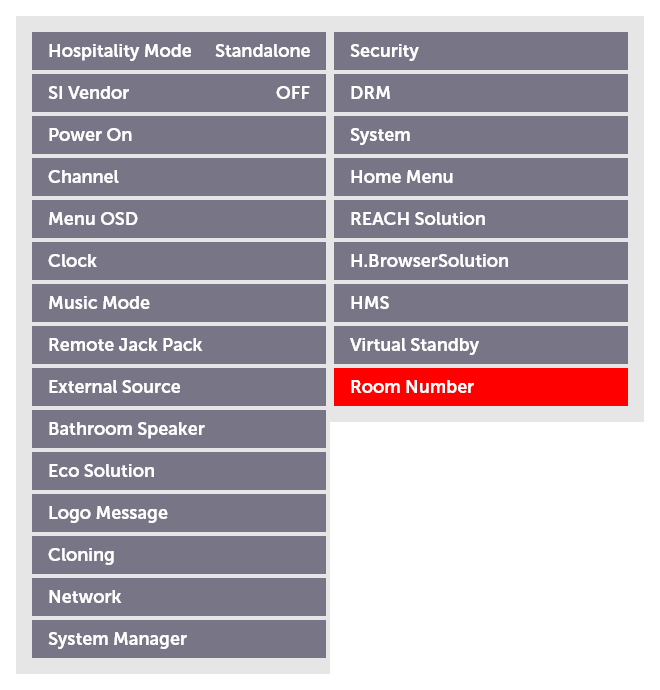 Hospitality Mode Standalone
SI Vendor OFF
Power On
Channel
Menu OSD
Clock
Music Mode
Remote Jack Pack
External Source
Bathroom Speaker
Eco Solution
Logo Message
Cloning
Network
System Manager
Security
DRM
System
Home Menu
REACH Solution
H.BrowserSolution
HMS
Virtual Standby
Room Number